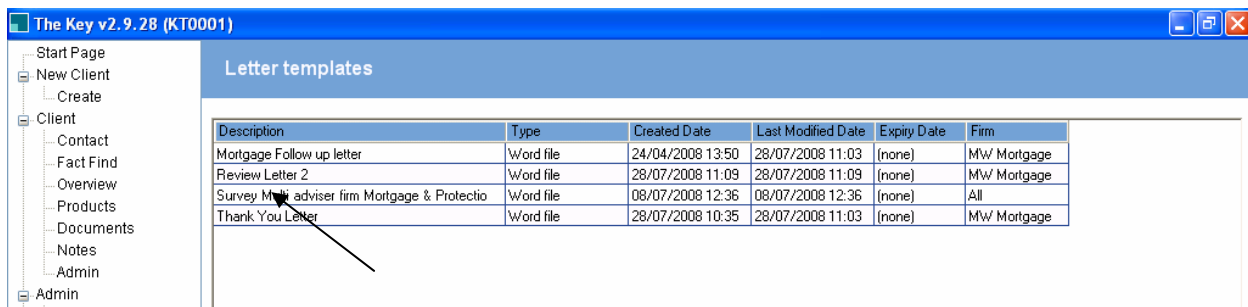 The Key v2.9.28 (KT0001)
Start Page
New Client
Create
Client
Contact
Fact Find
Overview
Products
Documents
Notes
Admin
Admin
Letter templates
Description Type Created Date Last Modified Date Expiry Date Firm
Mortgage Follow up letter Word file 24/04/2008 13:50 28/07/2008 11:03 (none) MW Mortgage
Review Letter 2 Word file 28/07/2008 11:09 28/07/2008 11:09 (none) MW Mortgage
Survey Multi adviser firm Mortgage & Protectio Word file 08/07/2008 12:36 08/07/2008 12:36 (none) All
Thank You Letter Word file 28/07/2008 10:35 28/07/2008 11:03 (none) MW Mortgage